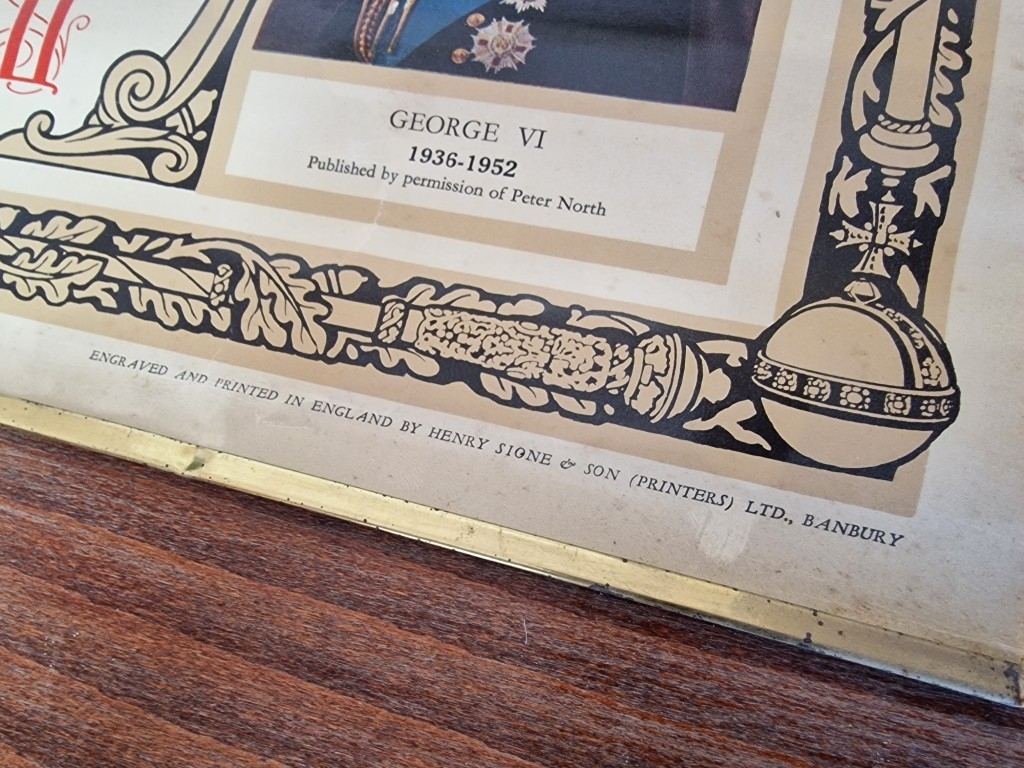 GEORGE VI
1936-1952
Published by permission of Peter North
ENGRAVED AND PRINTED IN ENGLAND BY HENRY STONE & SON (PRINTERS) LTD., BANBURY